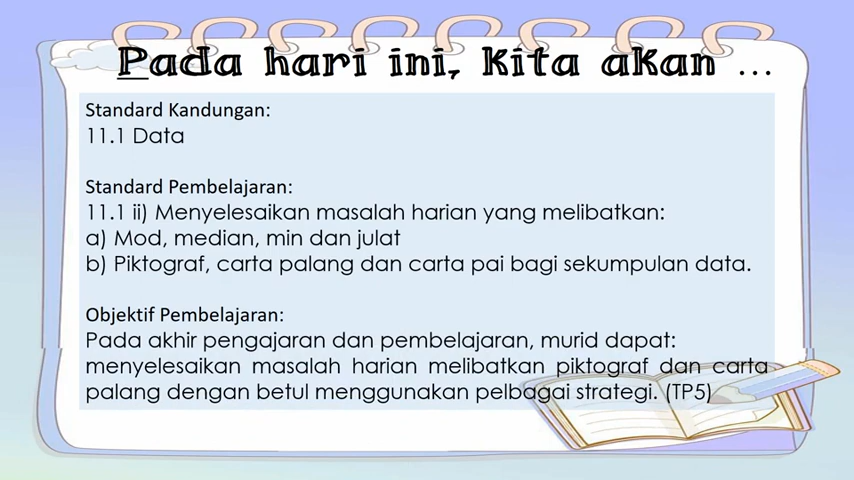 Pada hari ini, kita akan ...
Standard Kandungan:
11.1 Data
Standard Pembelajaran:
11.1 ii) Menyelesaikan masalah harian yang melibatkan:
a) Mod, median, min dan julat
b) Piktograf, carta palang dan carta pai bagi sekumpulan data.
Objektif Pembelajaran:
Pada akhir pengajaran dan pembelajaran, murid dapat:
menyelesaikan masalah harian melibatkan piktograf dan carta
palang dengan betul menggunakan pelbagai strategi. (TP5)